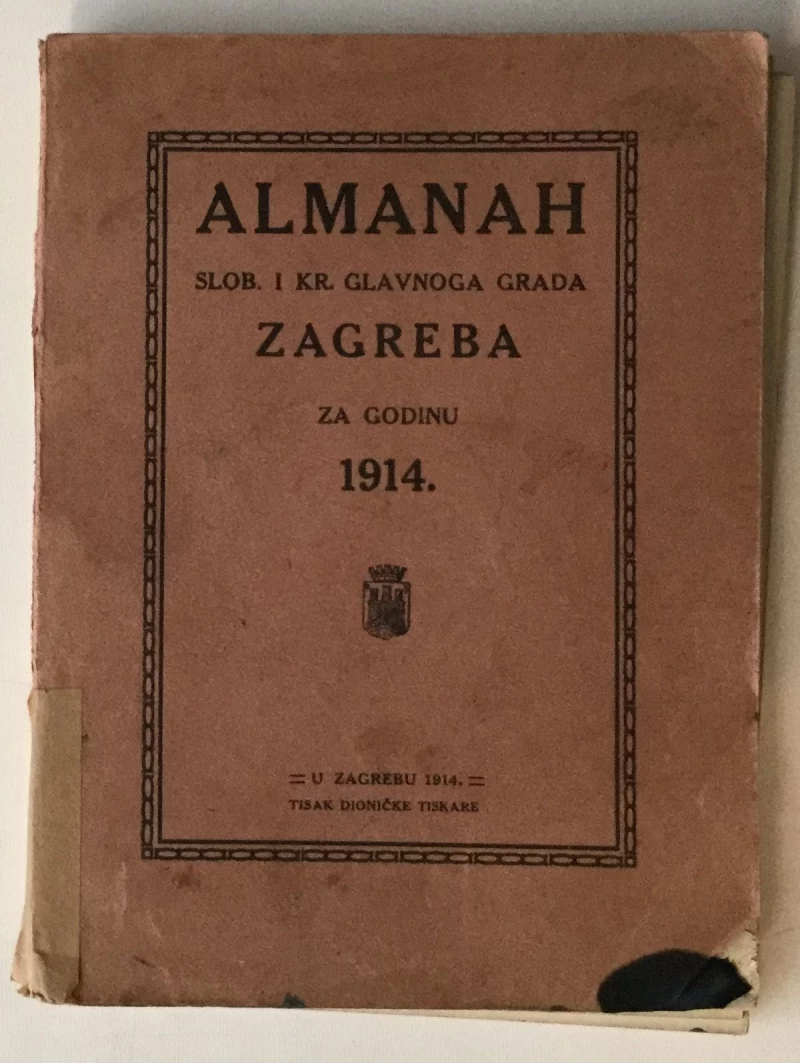 ALMANAH
SLOB. I KR. GLAVNOGA GRADA
ZAGREBA
ZA GODINU
1914.
= U ZAGREBU 1914. =
TISAK DIONIČKE TISKARE